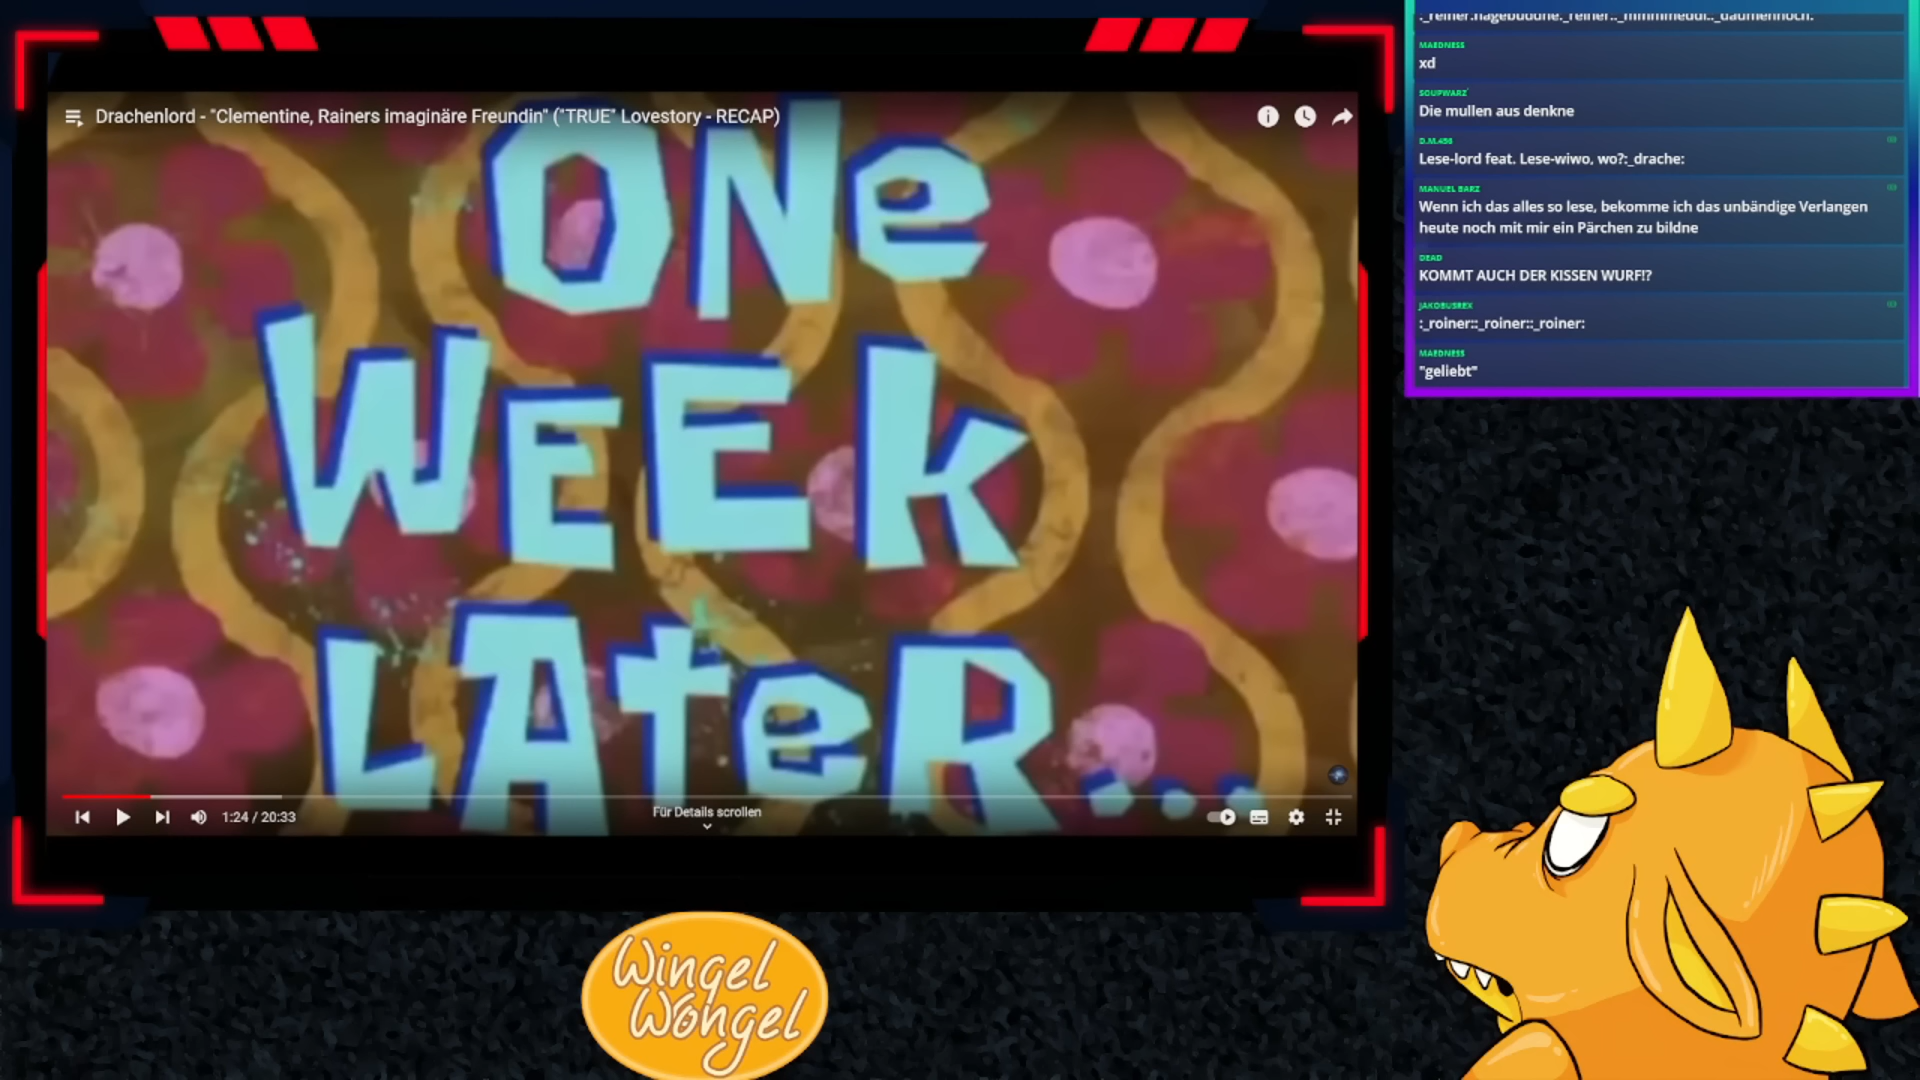 Drachenlord - "Clementine, Rainers imaginäre Freundin" ("TRUE" Lovestory - RECAP)
ONe
WEEK
LAteR...
1:24 / 20:33
Für Details scrollen
Wingel
Wongel
MAEDNESS
xd
SOUPWARZ
Die mullen aus denkne
D.M.456
Lese-lord feat. Lese-wiwo, wo?:_drache:
MANUEL BARZ
Wenn ich das alles so lese, bekomme ich das unbändige Verlangen
heute noch mit mir ein Pärchen zu bildne
DEAD
KOMMT AUCH DER KISSEN WURF!?
JAKOBUSREX
:_roiner::_roiner::_roiner:
MAEDNESS
"geliebt"